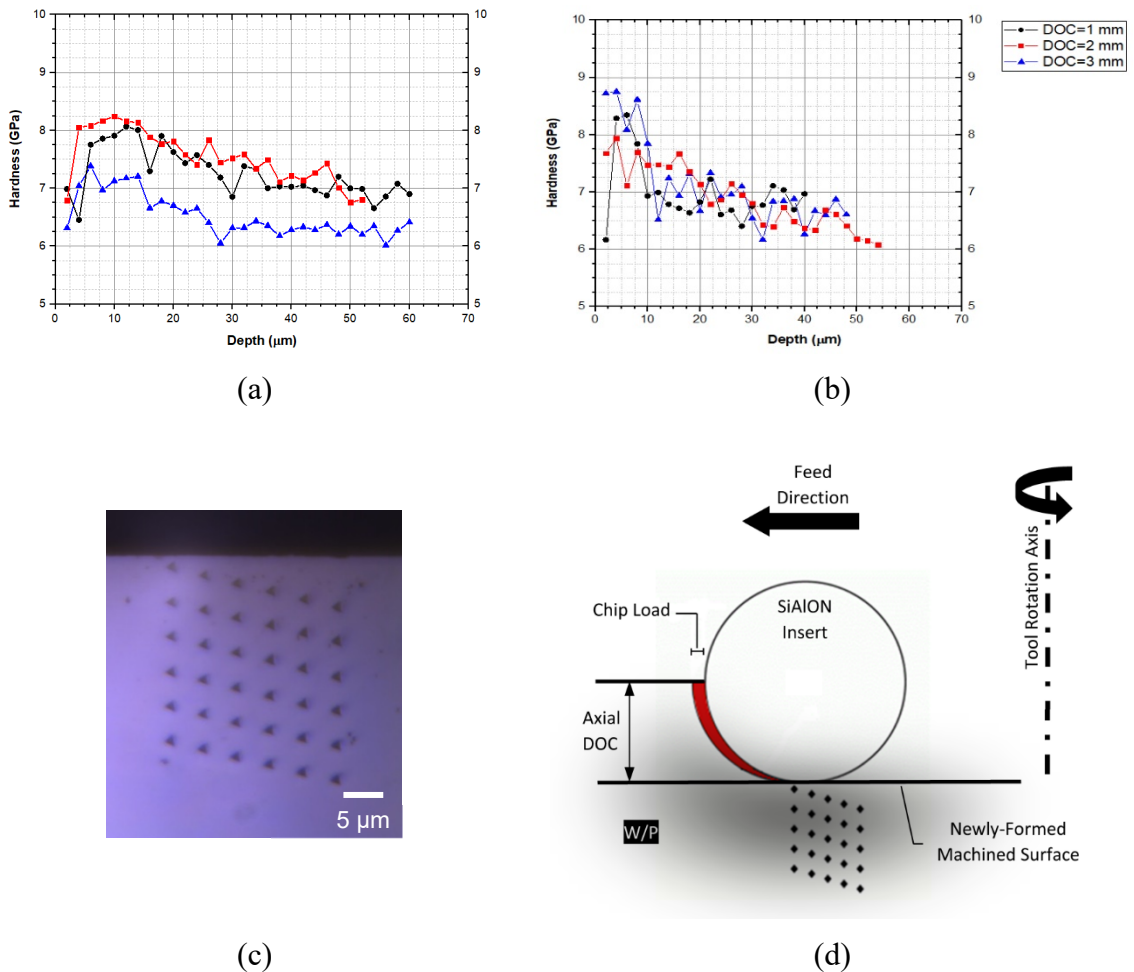 (a)
10
9
8
7
6
5
10
9
8
7
6
5
Hardness (GPa)
0 10 20 30 40 50 60 70
Depth (μm)
(b)
10
9
8
7
6
5
10
9
8
7
6
5
Hardness (GPa)
0 10 20 30 40 50 60 70
Depth (μm)
DOC=1 mm
DOC=2 mm
DOC=3 mm
5 μm
(c)
Feed
Direction
Tool Rotation Axis
Chip Load
SiAlON
Insert
Axial
DOC
W/P
Newly-Formed
Machined Surface
(d)